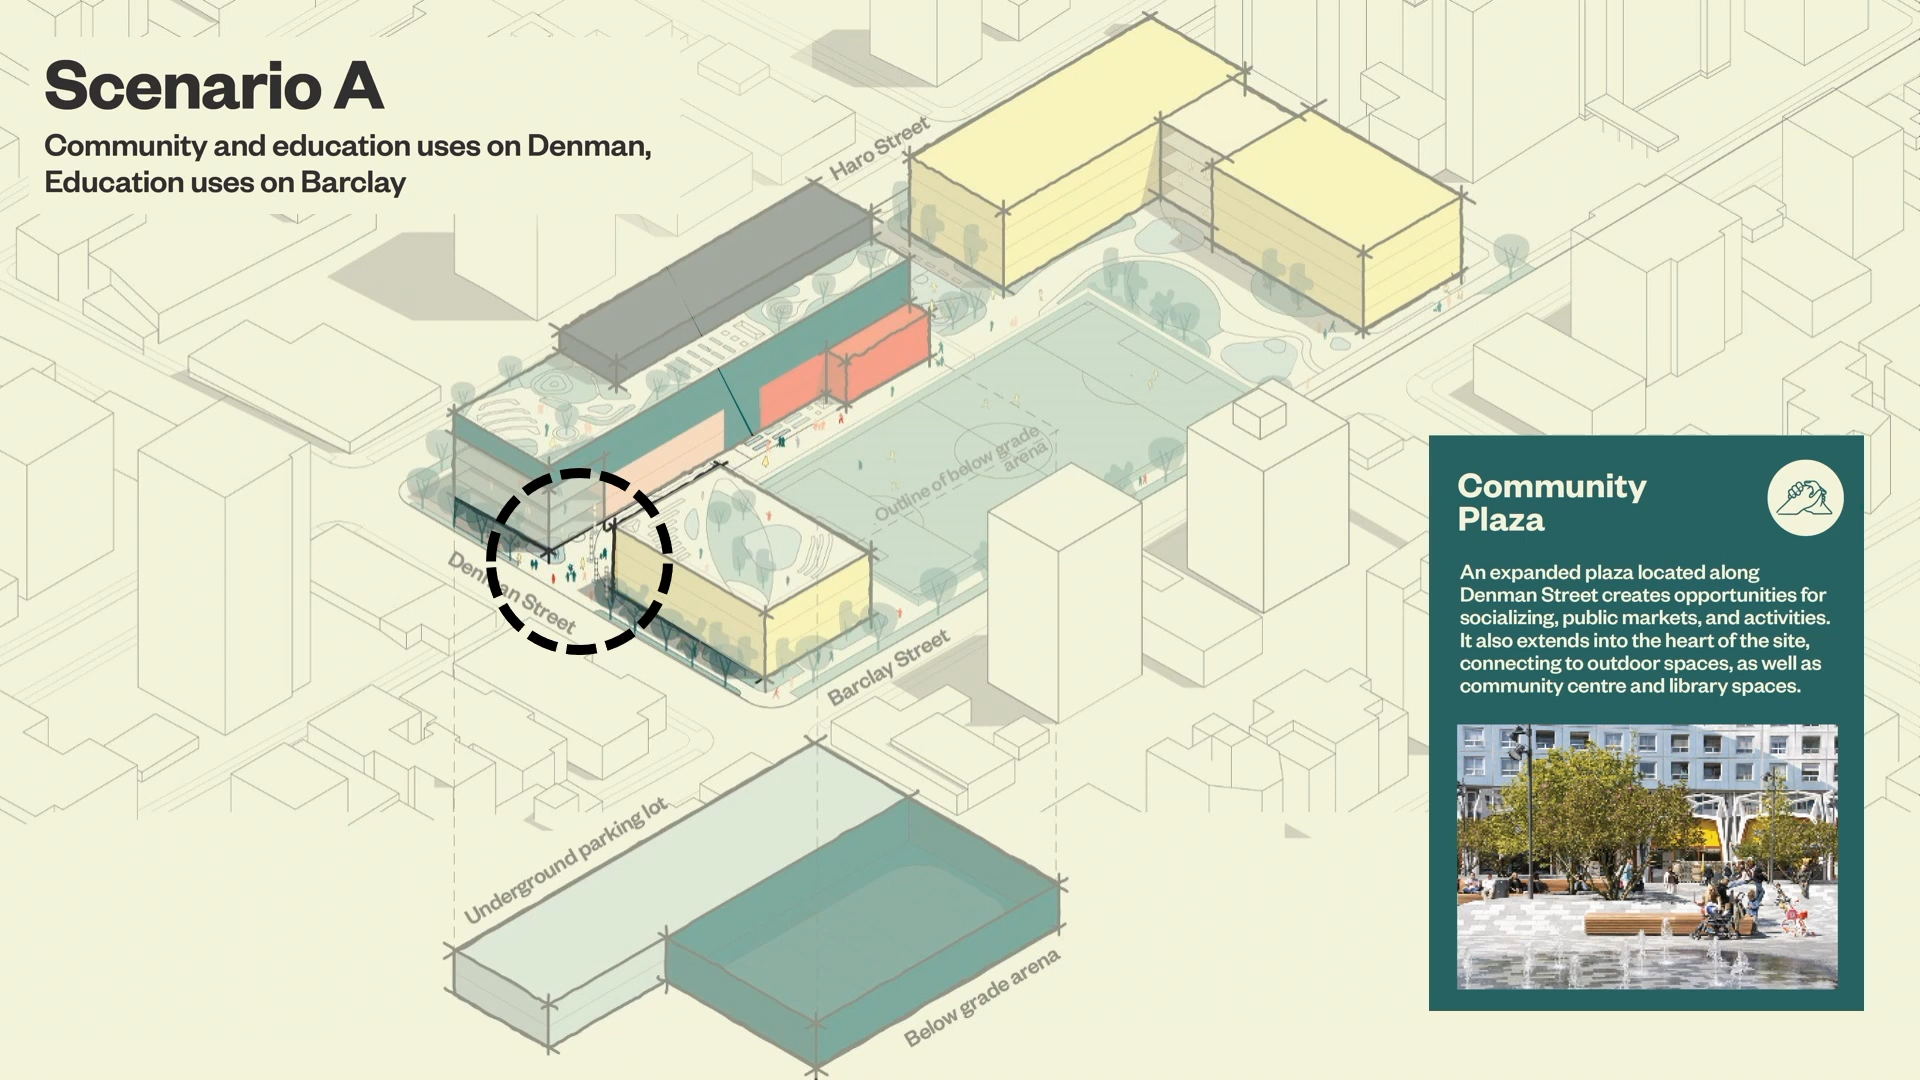 Scenario A
Community and education uses on Denman,
Education uses on Barclay
Haro Street
Outline of below grade
arena
Denman Street
Barclay Street
Underground parking lot
Below grade arena
Community
Plaza
An expanded plaza located along
Denman Street creates opportunities for
socializing, public markets, and activities.
It also extends into the heart of the site,
connecting to outdoor spaces, as well as
community centre and library spaces.